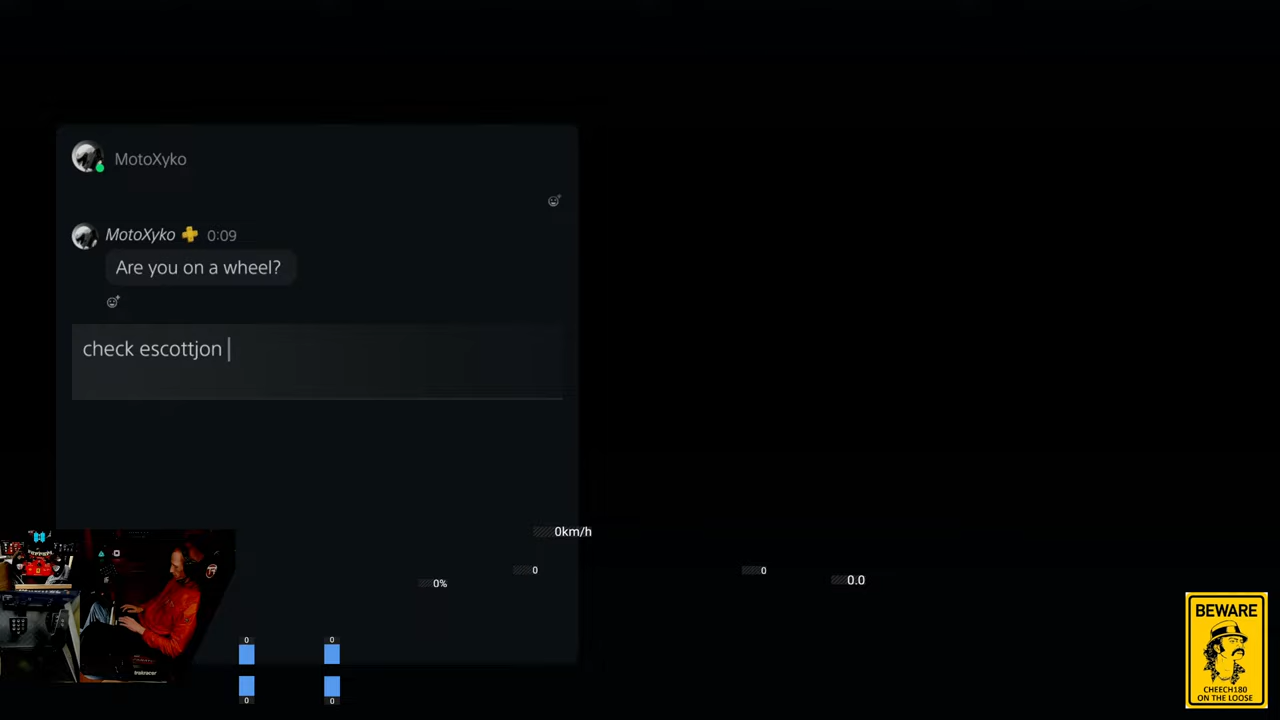 MotoXyko
MotoXyko 0:09
Are you on a wheel?
check escottjon
0km/h
0
0
0%
0.0
BEWARE
CHEECH180
ON THE LOOSE
0
0
0
0